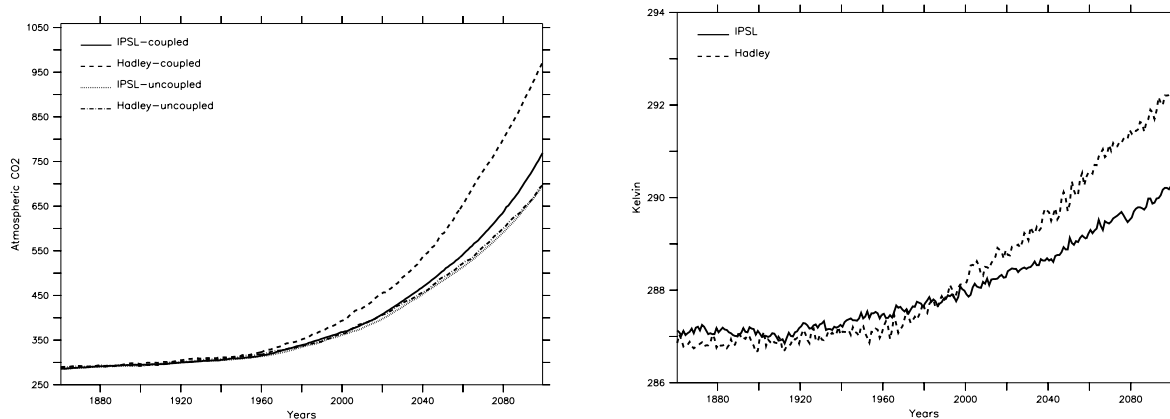 1050
950
850
750
650
550
450
350
250
Atmospheric CO2
IPSL-coupled
Hadley-coupled
IPSL-uncoupled
Hadley-uncoupled
1880 1920 1960 2000 2040 2080
Years
294
292
290
288
286
Kelvin
IPSL
Hadley
1880 1920 1960 2000 2040 2080
Years